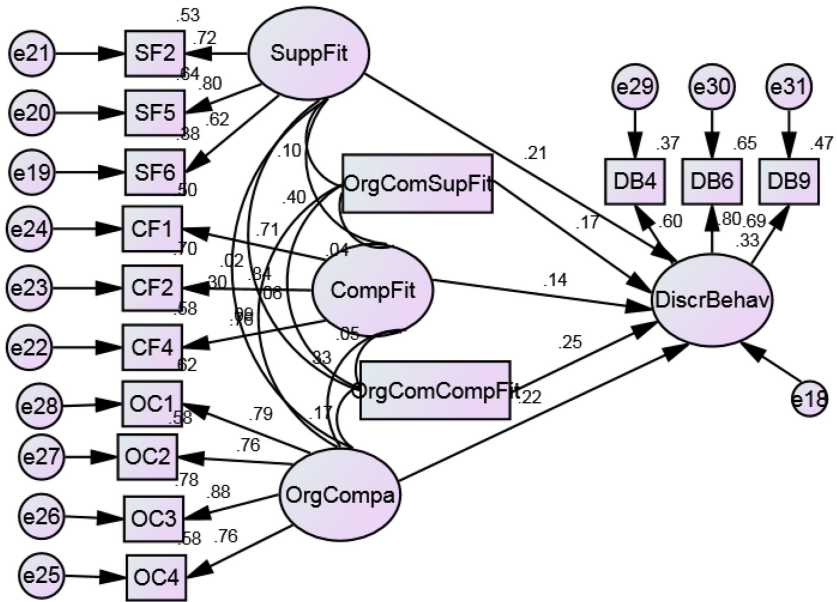 .53
e21 SF2 .72 SuppFit
.64
.80
e20 SF5
.62
.38
e19 SF6
.50
e29 e30 e31
.37 .65 .47
DB4 DB6 DB9
.21
.10
OrgComSupFit
.40
.17
.60 .80 .69
.33
e24 CF1 .71
.70 .04
.02 .84
e23 CF2 .30 .06 CompFit .14 DiscrBehav
.58
.76 .05
e22 CF4 .33 .25
.62
OrgComCompFit
.22
e18
e28 OC1 .79 .17
.58
e27 OC2 .76
.78
.88 OrgCompa
e26 OC3
.58 .76
e25 OC4